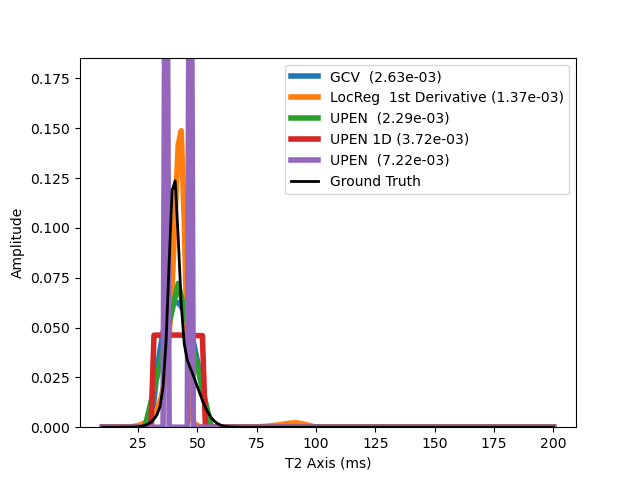 0.175
0.150
0.125
0.100
0.075
0.050
0.025
0.000
Amplitude
GCV (2.63e-03)
LocReg 1st Derivative (1.37e-03)
UPEN (2.29e-03)
UPEN 1D (3.72e-03)
UPEN (7.22e-03)
Ground Truth
25 50 75 100 125 150 175 200
T2 Axis (ms)